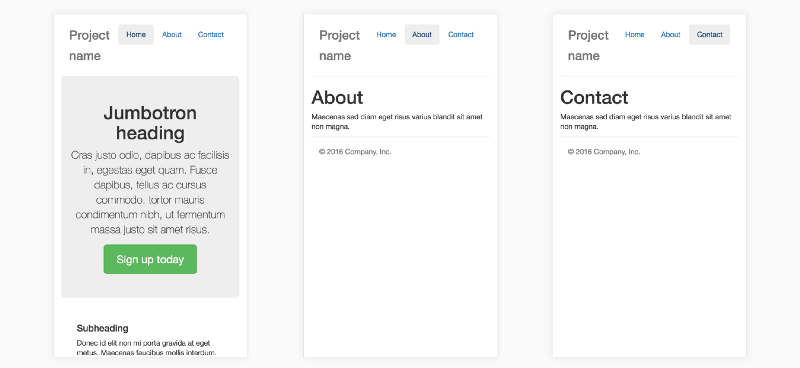 Project name
Home About Contact
Jumbotron
heading
Cras justo odio, dapibus ac facilisis
in, egestas eget quam. Fusce
dapibus, tellus ac cursus
commodo, tortor mauris
condimentum nibh, ut fermentum
massa justo sit amet risus.
Sign up today
Subheading
Donec id elit non mi porta gravida at eget
metus. Maecenas faucibus mollis interdum.
Project name
Home About Contact
About
Maecenas sed diam eget risus varius blandit sit amet
non magna.
© 2016 Company, Inc.
Project name
Home About Contact
Contact
Maecenas sed diam eget risus varius blandit sit amet
non magna.
© 2016 Company, Inc.